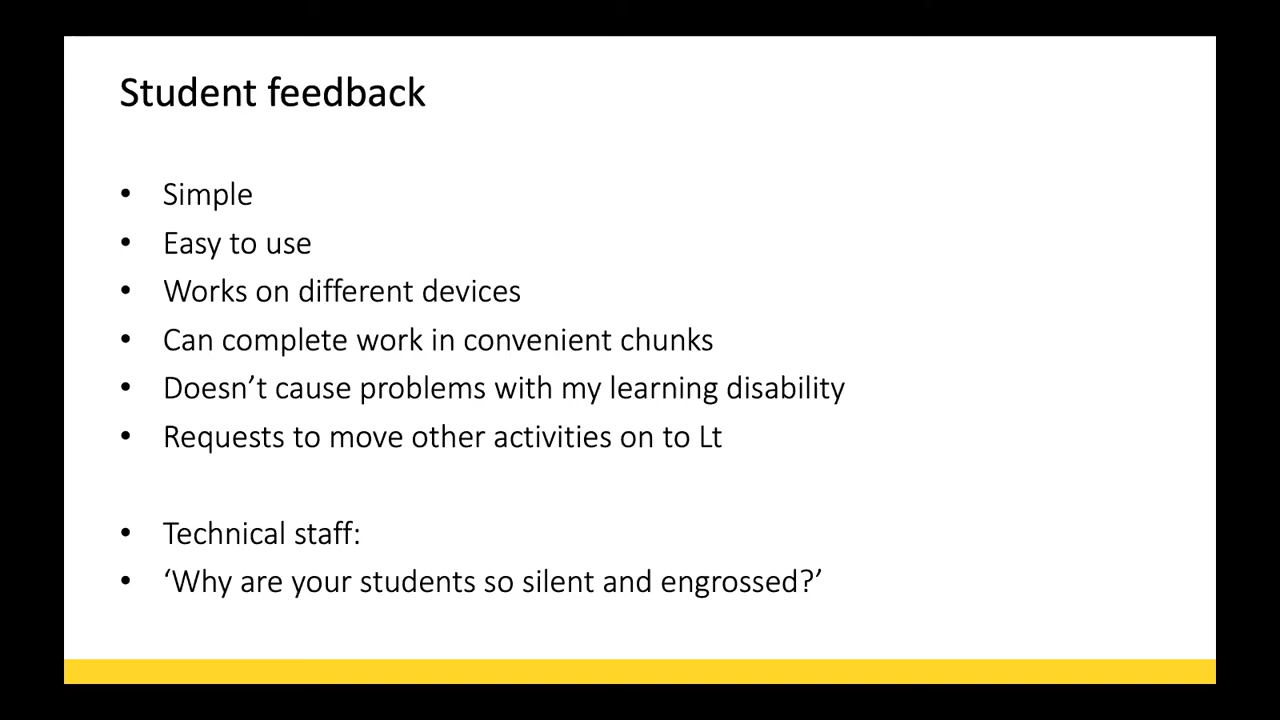 Student feedback
• Simple
• Easy to use
• Works on different devices
• Can complete work in convenient chunks
• Doesn’t cause problems with my learning disability
• Requests to move other activities on to Lt
• Technical staff:
• ‘Why are your students so silent and engrossed?’